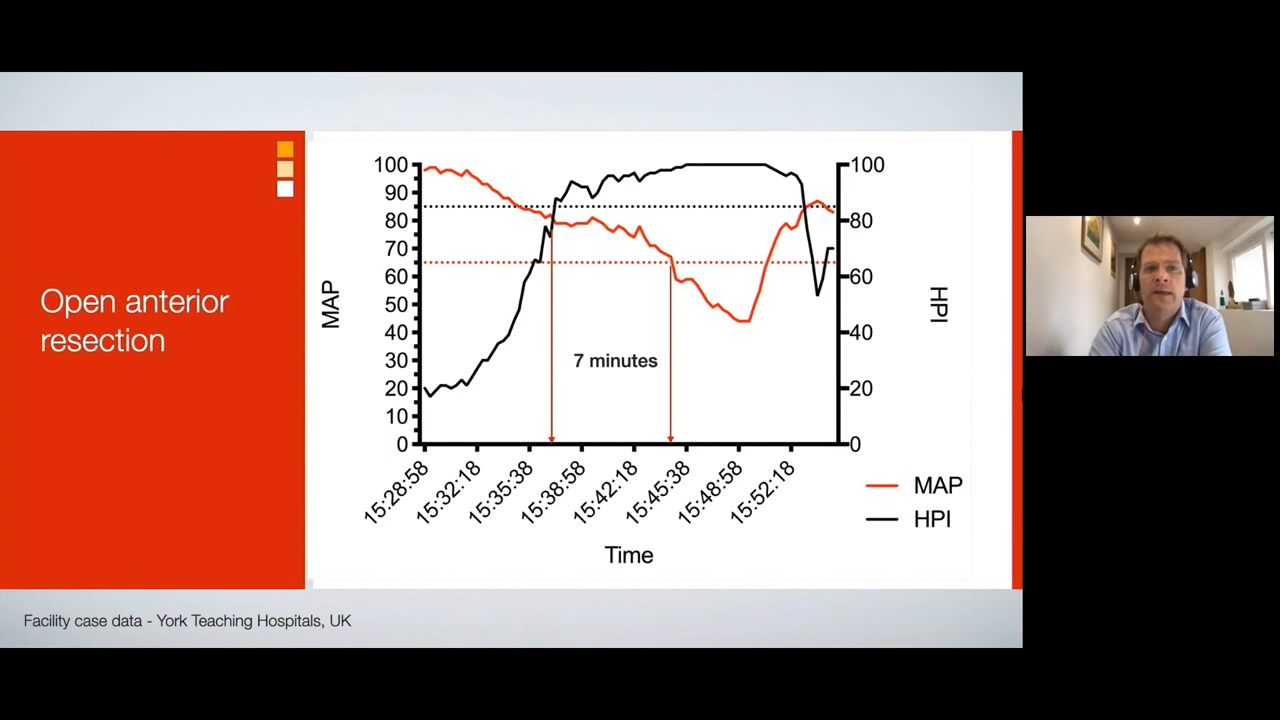 Open anterior
resection
100
90
80
70
60
50
40
30
20
10
0
MAP
100
80
60
40
20
0
HPI
7 minutes
15:28:58
15:32:18
15:35:38
15:38:58
15:42:18
15:45:38
15:48:58
15:52:18
Time
MAP
HPI
Facility case data - York Teaching Hospitals, UK